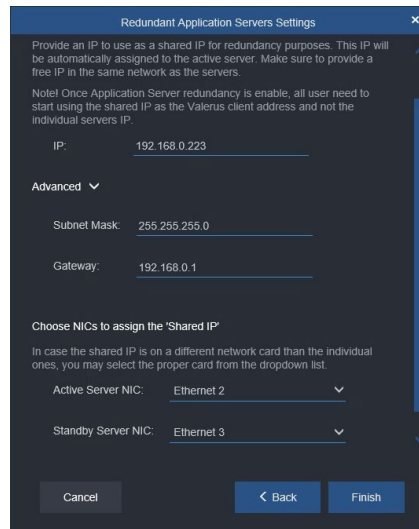 Redundant Application Servers Settings
Provide an IP to use as a shared IP for redundancy purposes. This IP will
be automatically assigned to the active server. Make sure to provide a
free IP in the same network as the servers.
Note! Once Application Server redundancy is enable, all user need to
start using the shared IP as the Valerus client address and not the
individual servers IP.
IP: 192.168.0.223
Advanced
Subnet Mask: 255.255.255.0
Gateway: 192.168.0.1
Choose NICs to assign the 'Shared IP'
In case the shared IP is on a different network card than the individual
ones, you may select the proper card from the dropdown list.
Active Server NIC: Ethernet 2
Standby Server NIC: Ethernet 3
Cancel Back Finish